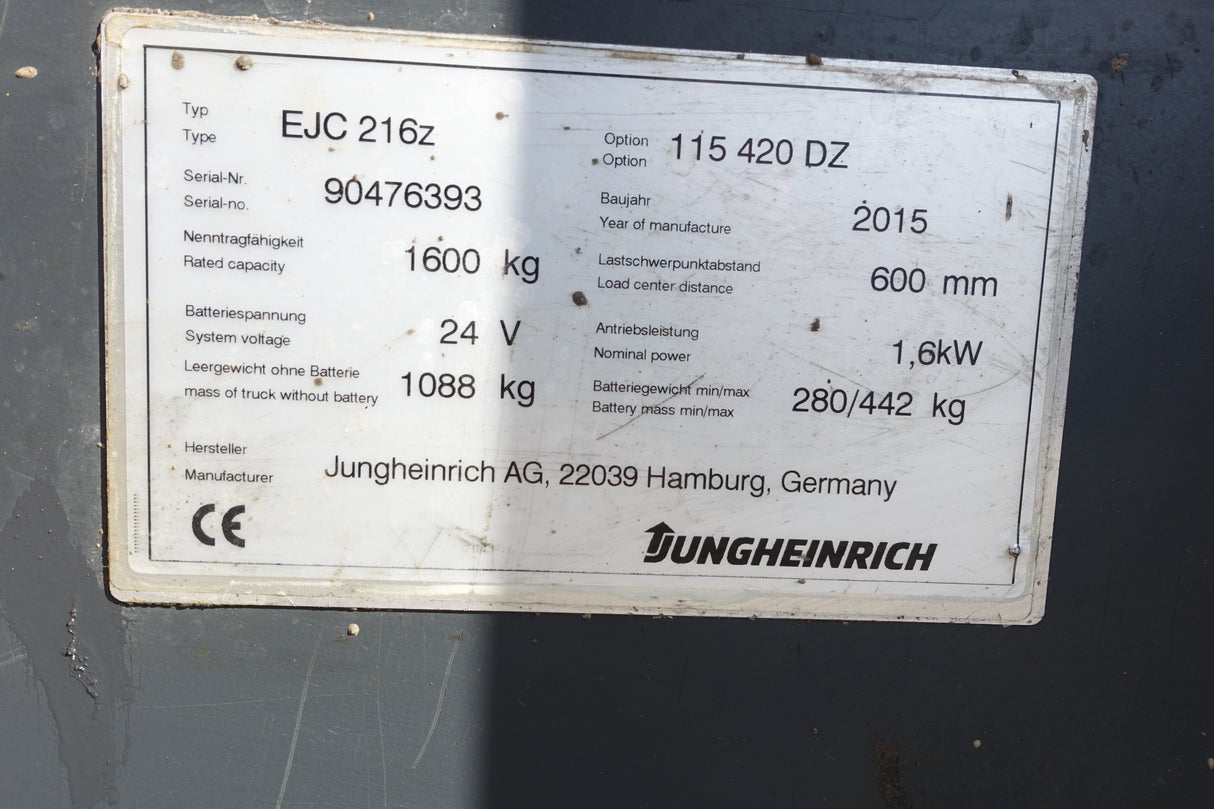 Typ
Type EJC 216z
Option
Option 115 420 DZ
Serial-Nr.
Serial-no. 90476393
Baujahr
Year of manufacture 2015
Nenntragfähigkeit
Rated capacity 1600 kg
Lastschwerpunktabstand
Load center distance 600 mm
Batteriespannung
System voltage 24 V
Antriebsleistung
Nominal power 1,6kW
Leergewicht ohne Batterie
mass of truck without battery 1088 kg
Batteriegewicht min/max
Battery mass min/max 280/442 kg
Hersteller
Manufacturer Jungheinrich AG, 22039 Hamburg, Germany
CE
JUNGHEINRICH